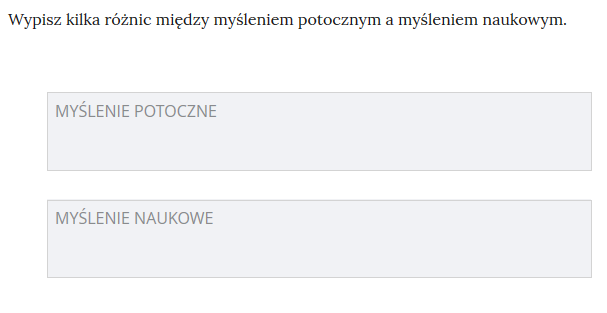 Wypisz kilka różnic między myśleniem potocznym a myśleniem naukowym.
MYŚLENIE POTOCZNE
MYŚLENIE NAUKOWE